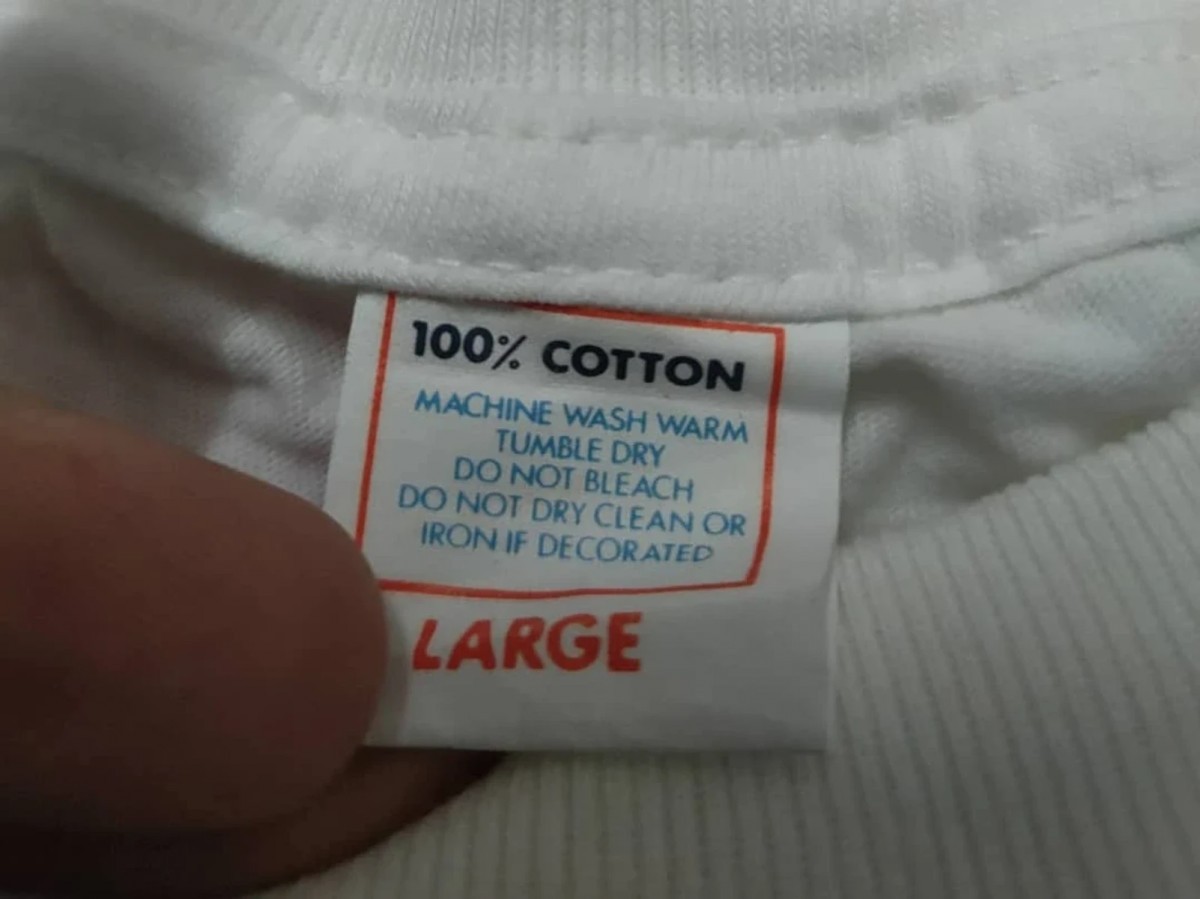 100% COTTON
MACHINE WASH WARM
TUMBLE DRY
DO NOT BLEACH
DO NOT DRY CLEAN OR
IRON IF DECORATED
LARGE